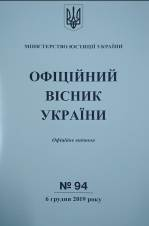 МІНІСТЕРСТВО ЮСТИЦІЇ УКРАЇНИ
ОФІЦІЙНИЙ
ВІСНИК
УКРАЇНИ
Офіційне видання
№ 94
6 грудня 2019 року